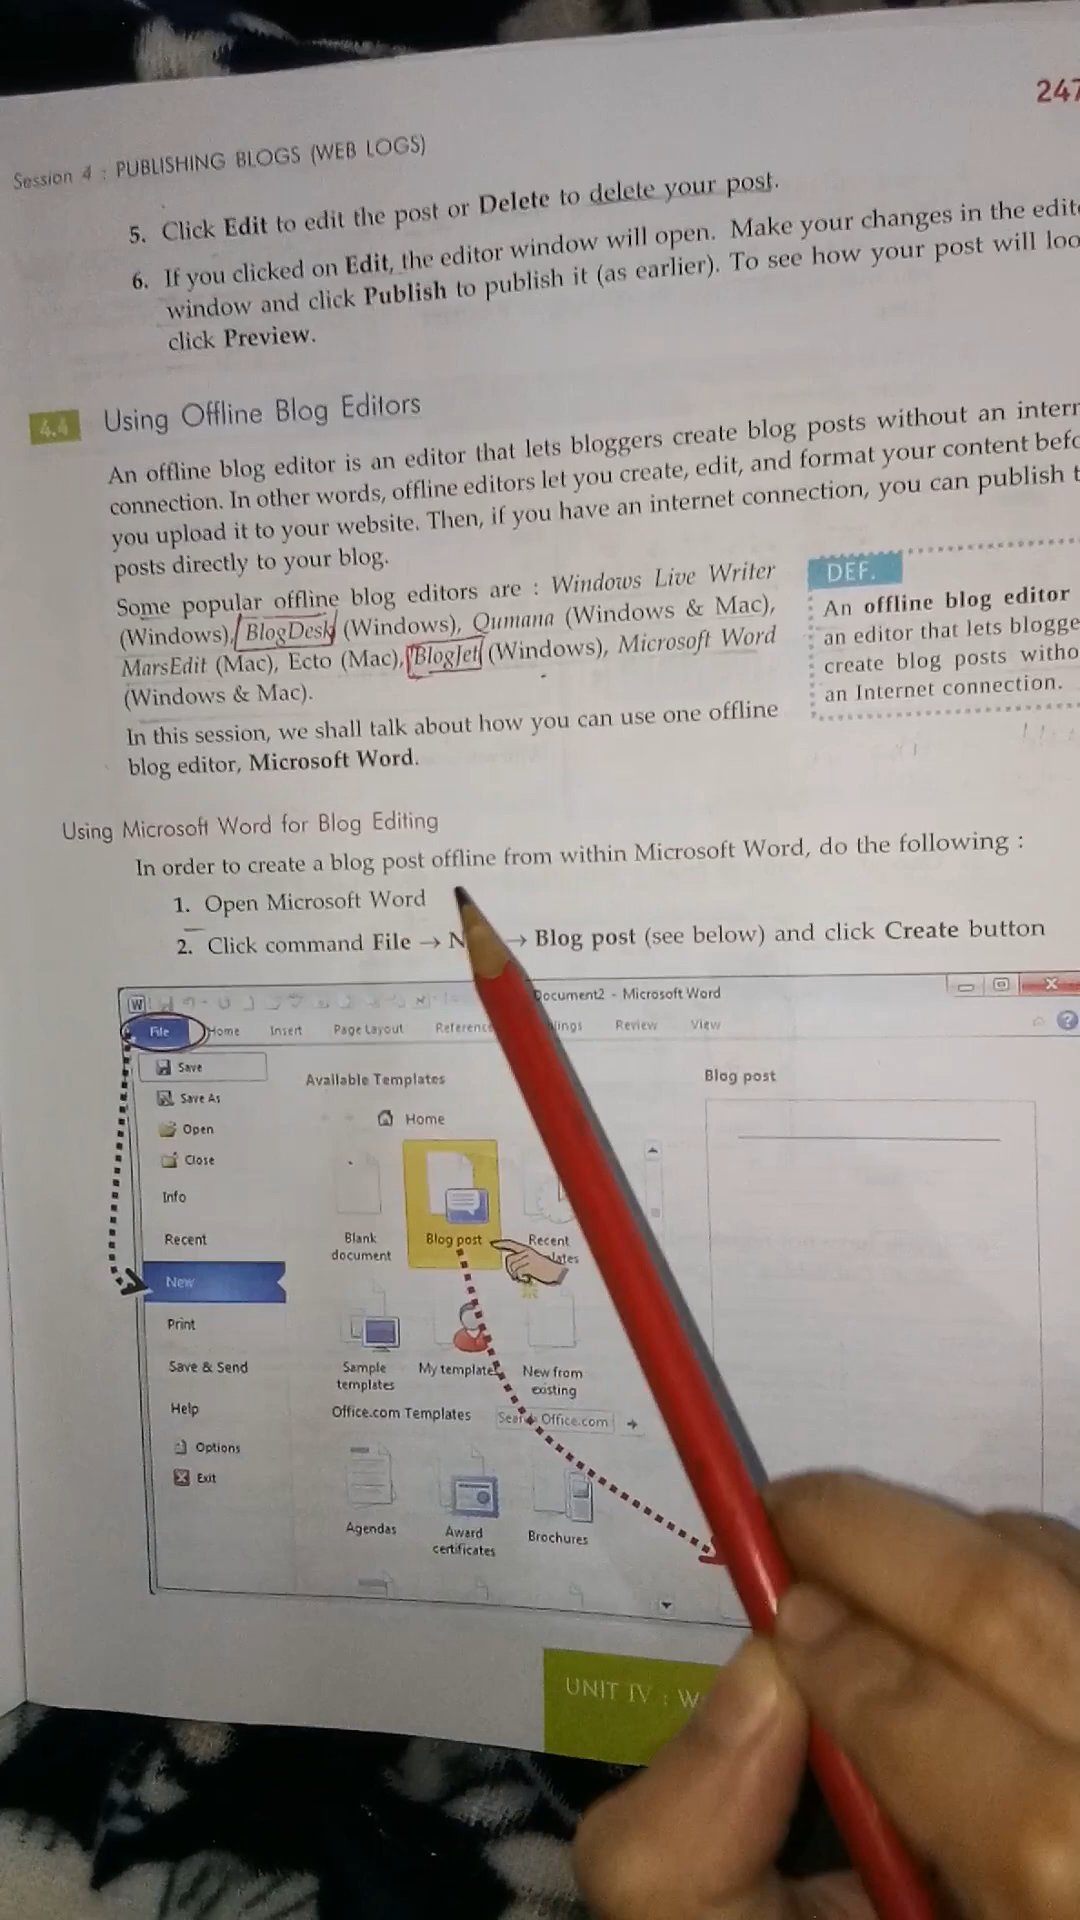 247
Session 4 : PUBLISHING BLOGS (WEB LOGS)
5. Click Edit to edit the post or Delete to delete your post.
6. If you clicked on Edit, the editor window will open. Make your changes in the
window and click Publish to publish it (as earlier). To see how your post will
click Preview.
4.4 Using Offline Blog Editors
An offline blog editor is an editor that lets bloggers create blog posts without an
connection. In other words, offline editors let you create, edit, and format your content
you upload it to your website. Then, if you have an internet connection, you can publish
posts directly to your blog.
Some popular offline blog editors are : Windows Live Writer
(Windows), BlogDesk (Windows), Qumana (Windows & Mac),
MarsEdit (Mac), Ecto (Mac), BlogJet (Windows), Microsoft Word
(Windows & Mac).
In this session, we shall talk about how you can use one offline
blog editor, Microsoft Word.
DEF.
An offline blog editor
an editor that lets
create blog posts
an Internet connection.
Using Microsoft Word for Blog Editing
In order to create a blog post offline from within Microsoft Word, do the following :
1. Open Microsoft Word
2. Click command File → → Blog post (see below) and click Create button
Document2 - Microsoft Word
File Home Insert Page Layout Review View
Save
Save As
Open
Close
Info
Recent
New
Print
Save & Send
Help
Options
Exit
Available Templates
Home
Blank document
Blog post
Recent
Sample templates
My templates
New from existing
Office.com Templates
Search Office.com
Agendas
Award certificates
Brochures
Blog post
UNIT IV :